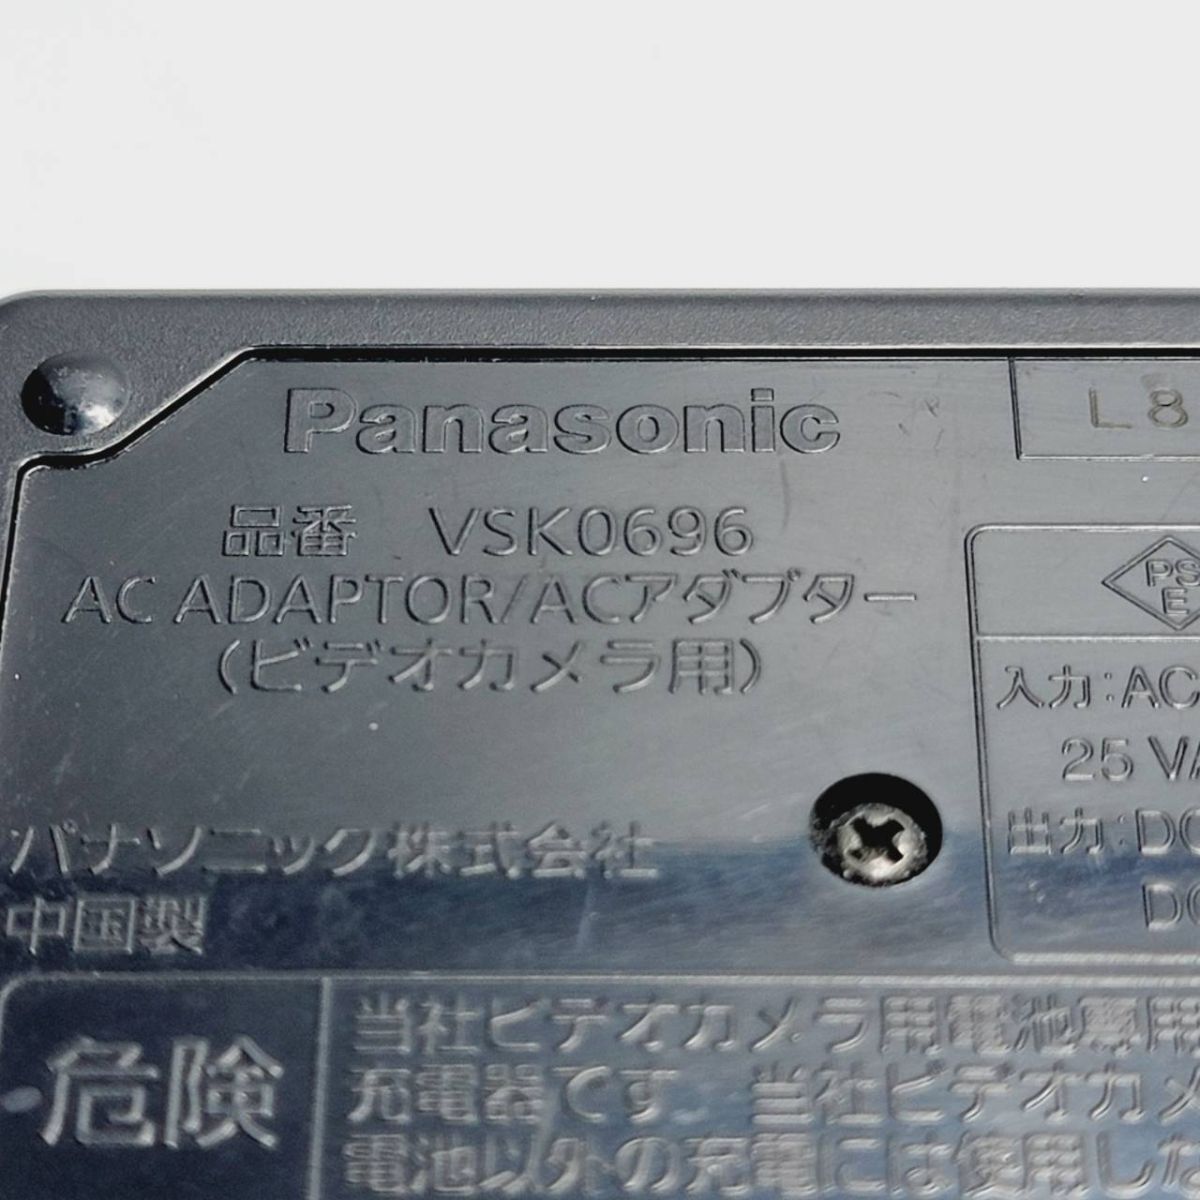 Panasonic
L8
品番 VSK0696
AC ADAPTOR/ACアダプター
(ビデオカメラ用)
PS
E
入力:AC
25 VA
出力:DC
DC
パナソニック株式会社
中国製
危険
当社ビデオカメラ用電池専用
充電器です。当社ビデオカメ
電池以外の充電には使用した